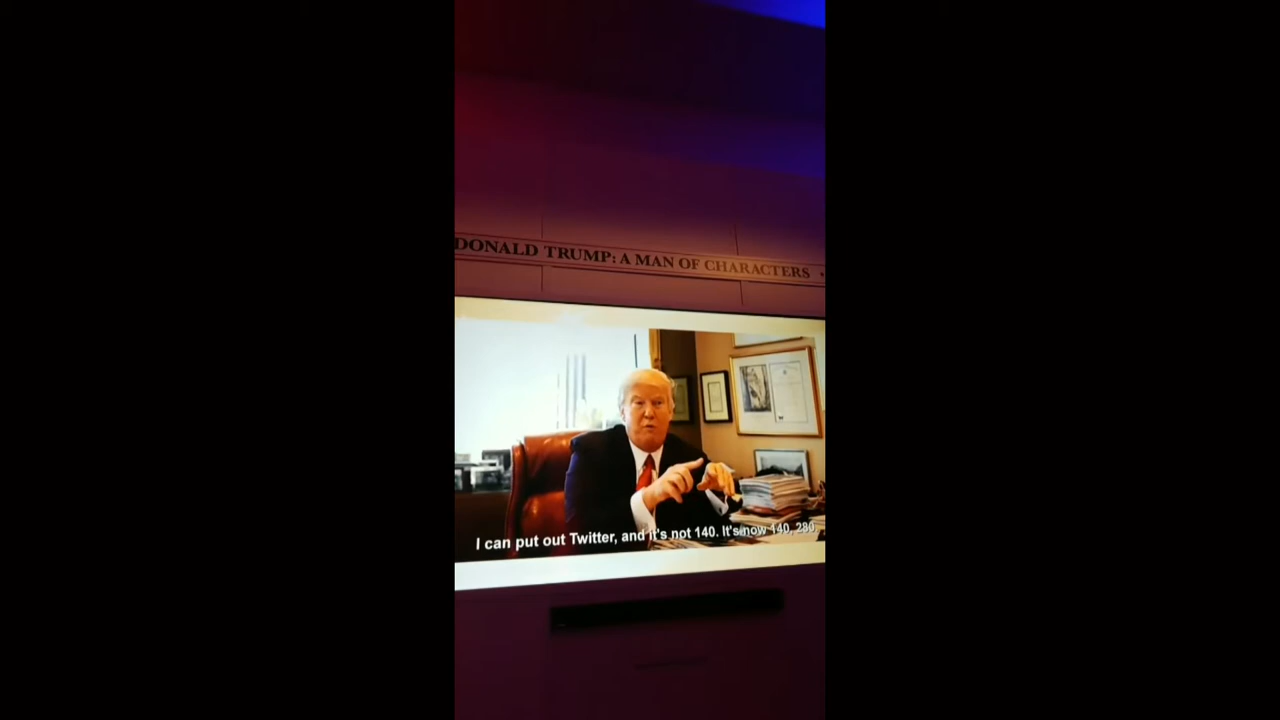 DONALD TRUMP: A MAN OF CHARACTERS
I can put out Twitter, and it's not 140. It's now 140, 280,